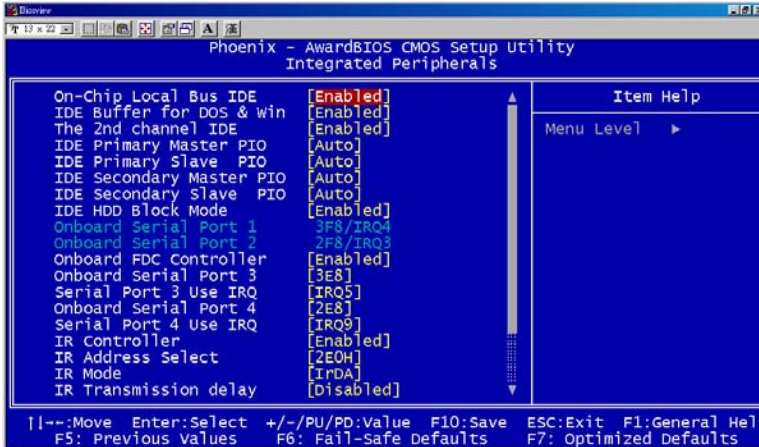 Biosview
T 13 x 22 A 漢
Phoenix - AwardBIOS CMOS Setup Utility
Integrated Peripherals
On-Chip Local Bus IDE [Enabled]
IDE Buffer for DOS & Win [Enabled]
The 2nd channel IDE [Enabled]
IDE Primary Master PIO [Auto]
IDE Primary Slave PIO [Auto]
IDE Secondary Master PIO [Auto]
IDE Secondary Slave PIO [Auto]
IDE HDD Block Mode [Enabled]
Onboard Serial Port 1 3F8/IRQ4
Onboard Serial Port 2 2F8/IRQ3
Onboard FDC Controller [Enabled]
Onboard Serial Port 3 [3E8]
Serial Port 3 Use IRQ [IRQ5]
Onboard Serial Port 4 [2E8]
Serial Port 4 Use IRQ [IRQ9]
IR Controller [Enabled]
IR Address Select [2E0H]
IR Mode [IrDA]
IR Transmission delay [Disabled]
Item Help
Menu Level ►
↑↓→←:Move Enter:Select +/-/PU/PD:Value F10:Save ESC:Exit F1:General Hel
F5: Previous Values F6: Fail-Safe Defaults F7: Optimized Defaults